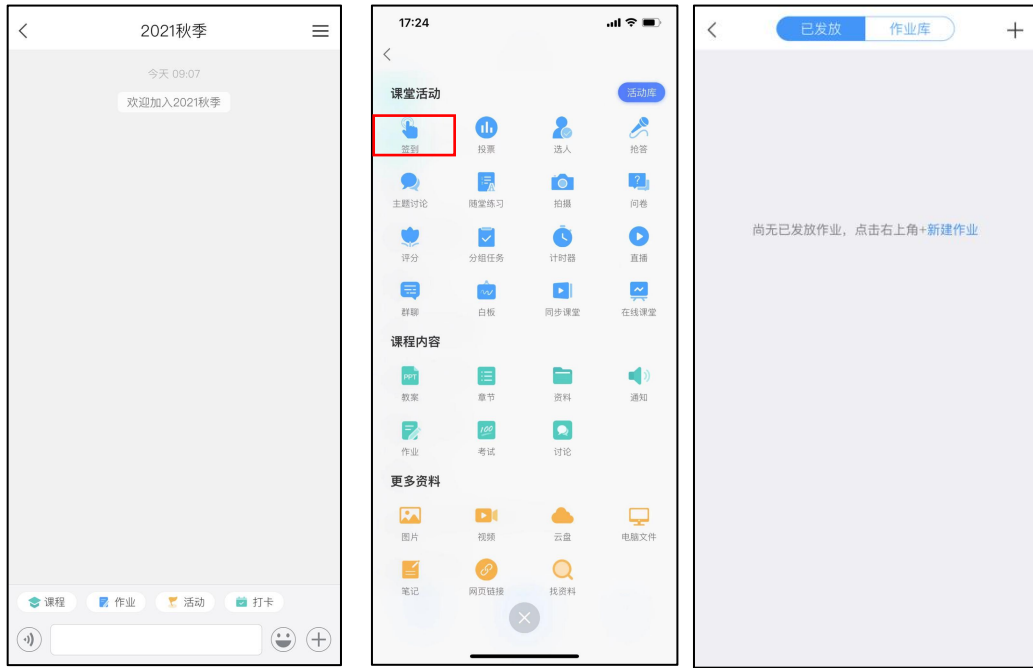 2021秋季
今天 09:07
欢迎加入2021秋季
课程 作业 活动 打卡
17:24
课堂活动 活动库
签到 投票 选人 抢答
主题讨论 随堂练习 拍摄 问卷
评分 分组任务 计时器 直播
群聊 白板 同步课堂 在线课堂
课程内容
PPT
教案 章节 资料 通知
100
作业 考试 讨论
更多资料
图片 视频 云盘 电脑文件
笔记 网页链接 找资料
已发放 作业库
尚无已发放作业，点击右上角+新建作业